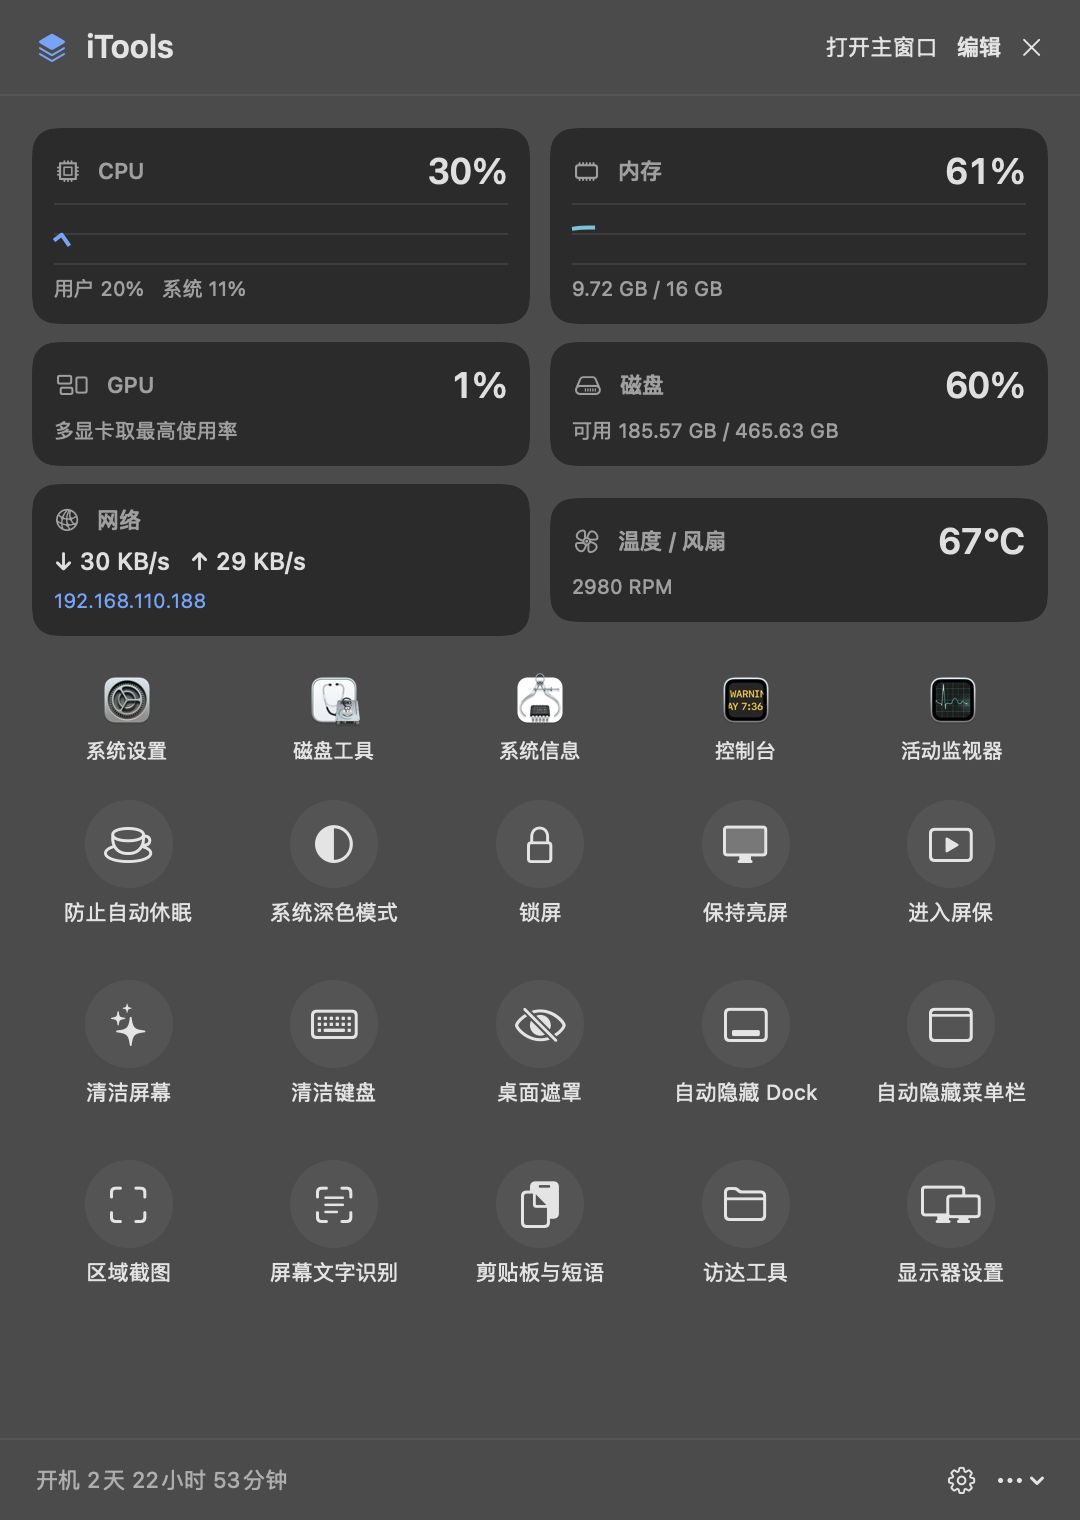 iTools
打开主窗口 编辑
CPU 30%
用户 20% 系统 11%
内存 61%
9.72 GB / 16 GB
GPU 1%
多显卡取最高使用率
磁盘 60%
可用 185.57 GB / 465.63 GB
网络
↓ 30 KB/s ↑ 29 KB/s
192.168.110.188
温度 / 风扇 67°C
2980 RPM
WARNIN
AY 7:36
系统设置 磁盘工具 系统信息 控制台 活动监视器
防止自动休眠 系统深色模式 锁屏 保持亮屏 进入屏保
清洁屏幕 清洁键盘 桌面遮罩 自动隐藏 Dock 自动隐藏菜单栏
区域截图 屏幕文字识别 剪贴板与短语 访达工具 显示器设置
开机 2天 22小时 53分钟